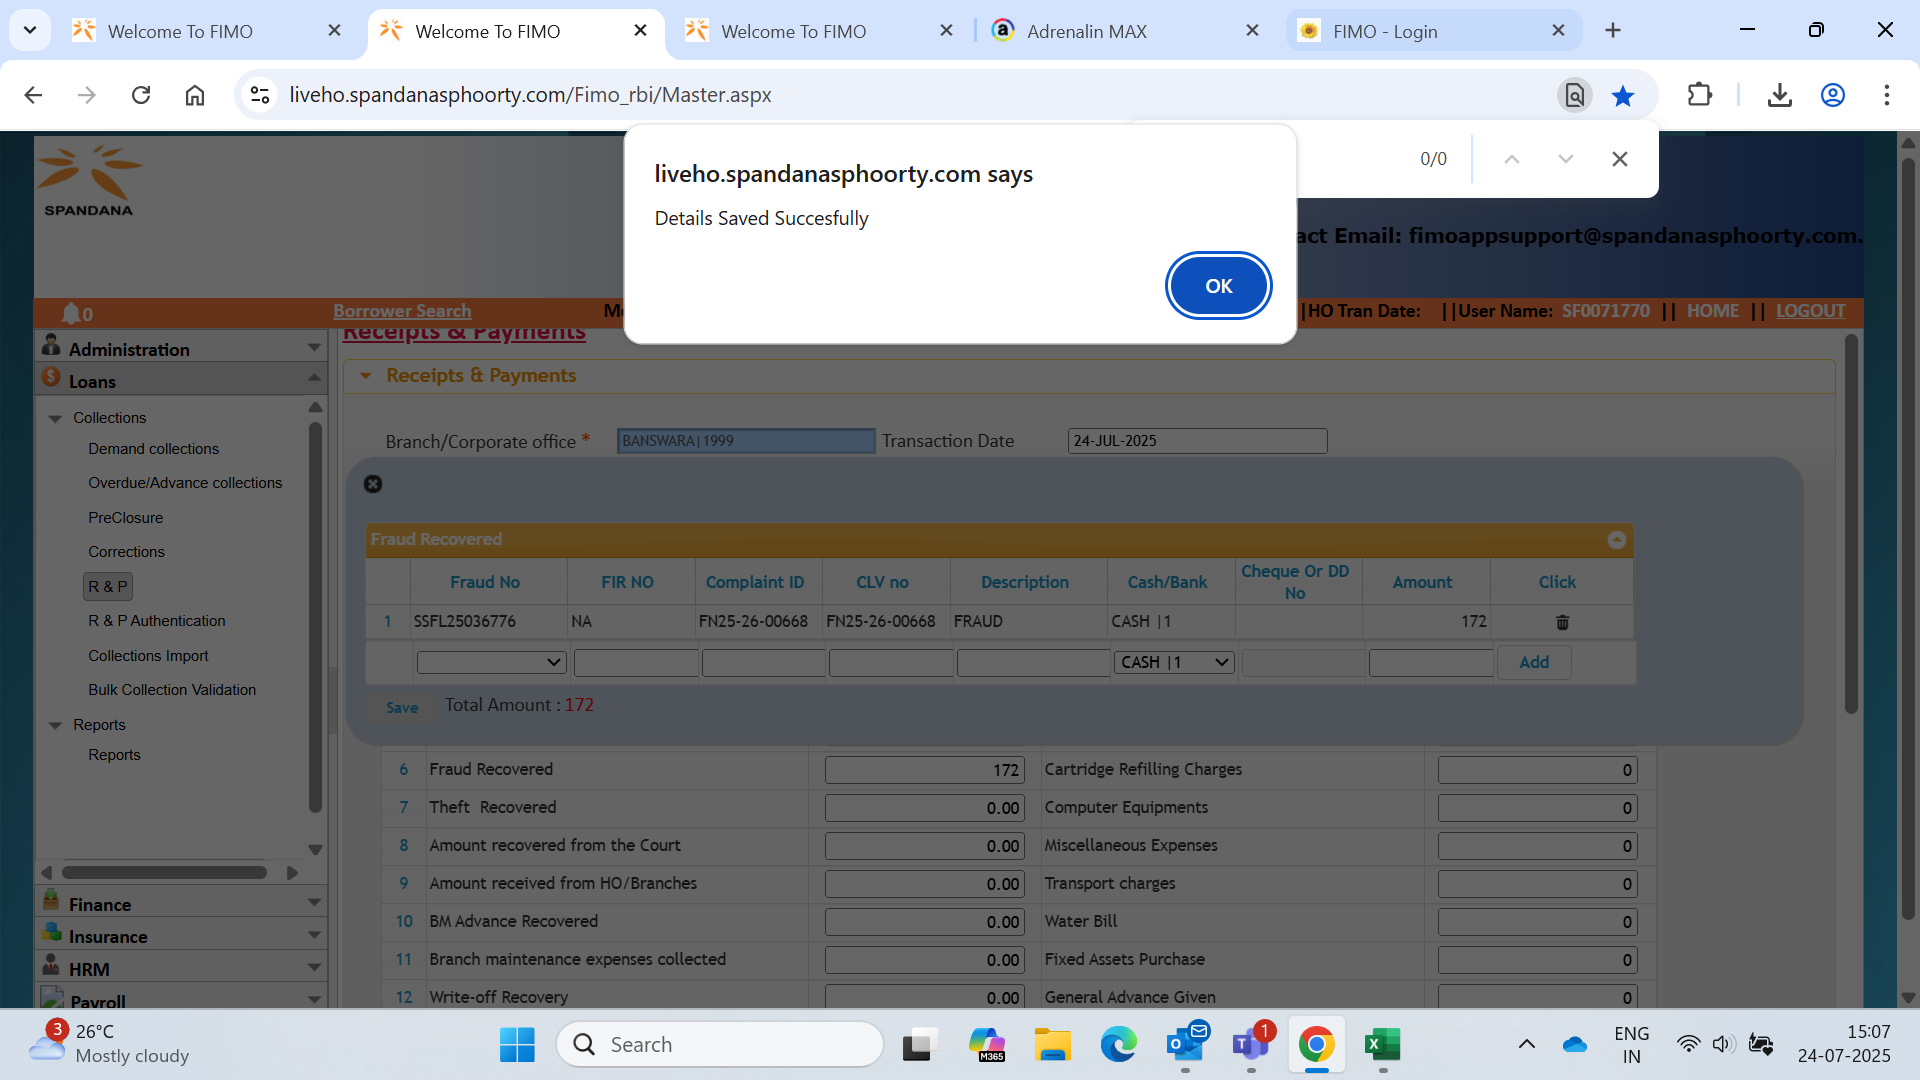 Welcome To FIMO
Welcome To FIMO
Welcome To FIMO
Adrenalin MAX
FIMO - Login
liveho.spandanasphoorty.com/Fimo_rbi/Master.aspx
0/0
liveho.spandanasphoorty.com says
Details Saved Succesfully
OK
SPANDANA
act Email: fimoappsupport@spandanasphoorty.com.
0
Borrower Search
|HO Tran Date: ||User Name: SF0071770 || HOME || LOGOUT
Receipts & Payments
Administration
Loans
Collections
Demand collections
Overdue/Advance collections
PreClosure
Corrections
R & P
R & P Authentication
Collections Import
Bulk Collection Validation
Reports
Reports
Finance
Insurance
HRM
Payroll
Receipts & Payments
Branch/Corporate office * BANSWARA|1999 Transaction Date 24-JUL-2025
Fraud Recovered
Fraud No FIR NO Complaint ID CLV no Description Cash/Bank Cheque Or DD No Amount Click
1 SSFL25036776 NA FN25-26-00668 FN25-26-00668 FRAUD CASH |1 172
CASH |1 Add
Save Total Amount : 172
6 Fraud Recovered 172 Cartridge Refilling Charges 0
7 Theft Recovered 0.00 Computer Equipments 0
8 Amount recovered from the Court 0.00 Miscellaneous Expenses 0
9 Amount received from HO/Branches 0.00 Transport charges 0
10 BM Advance Recovered 0.00 Water Bill 0
11 Branch maintenance expenses collected 0.00 Fixed Assets Purchase 0
12 Write-off Recovery 0.00 General Advance Given 0
3
26°C
Mostly cloudy
Search
M365
1
ENG
IN
15:07
24-07-2025